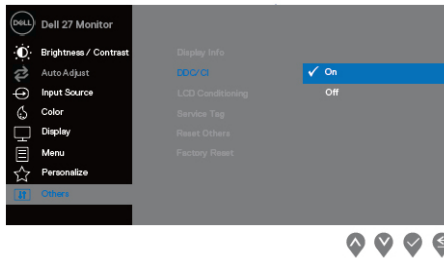 DELL Dell 27 Monitor
Brightness / Contrast
Auto Adjust
Input Source
Color
Display
Menu
Personalize
Others
Display Info
DDC/CI
LCD Conditioning
Service Tag
Reset Others
Factory Reset
On
Off